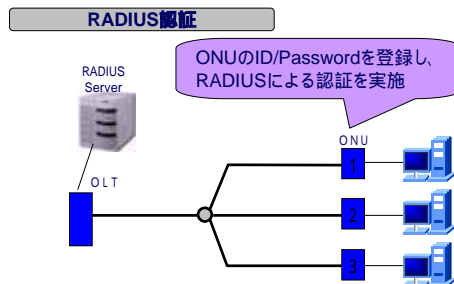 RADIUS認証
ONUのID/Passwordを登録し、
RADIUSによる認証を実施
RADIUS
Server
ONU
OLT
1
2
3